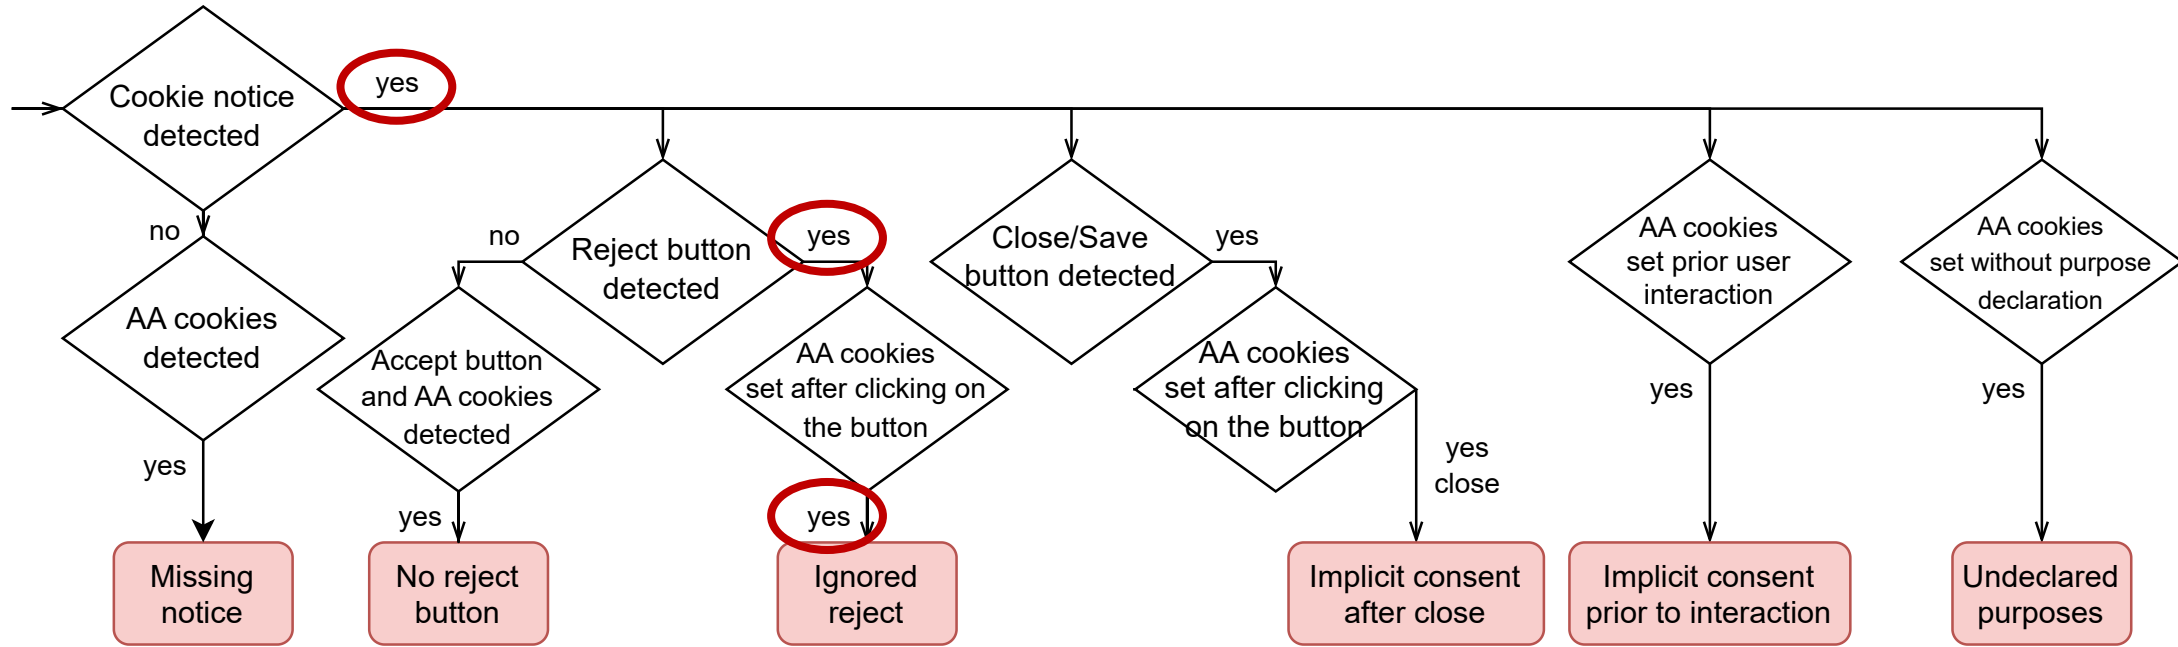 Cookie notice
detected
yes
no
AA cookies
detected
yes
Missing
notice
Reject button
detected
no
Accept button
and AA cookies
detected
yes
No reject
button
yes
AA cookies
set after clicking on
the button
yes
Ignored
reject
Close/Save
button detected
yes
AA cookies
set after clicking
on the button
yes
close
Implicit consent
after close
AA cookies
set prior user
interaction
yes
Implicit consent
prior to interaction
AA cookies
set without purpose
declaration
yes
Undeclared
purposes